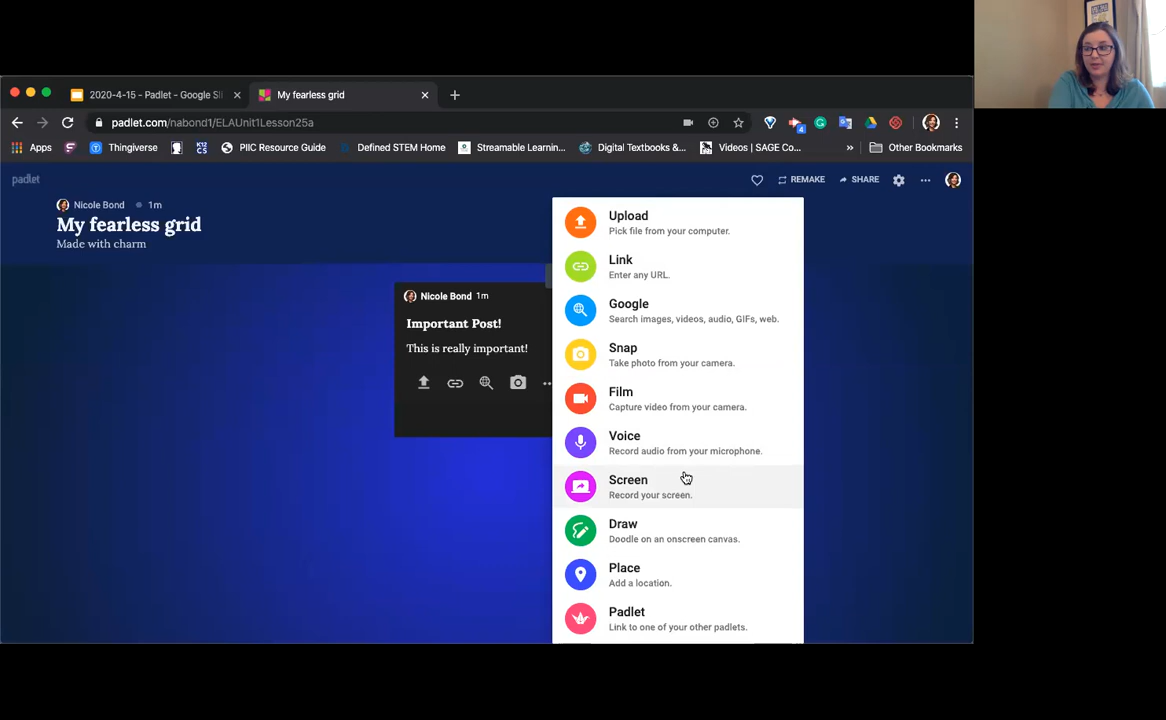 2020-4-15 - Padlet - Google Sl
My fearless grid
padlet.com/nabond1/ELAUnit1Lesson25a
4
Apps
Thingiverse
K12
CS
PIIC Resource Guide
Defined STEM Home
Streamable Learnin...
Digital Textbooks &...
Videos | SAGE Co...
»
Other Bookmarks
padlet
REMAKE
SHARE
Nicole Bond
1m
My fearless grid
Made with charm
Nicole Bond 1m
Important Post!
This is really important!
Upload
Pick file from your computer.
Link
Enter any URL.
Google
Search images, videos, audio, GIFs, web.
Snap
Take photo from your camera.
Film
Capture video from your camera.
Voice
Record audio from your microphone.
Screen
Record your screen.
Draw
Doodle on an onscreen canvas.
Place
Add a location.
Padlet
Link to one of your other padlets.